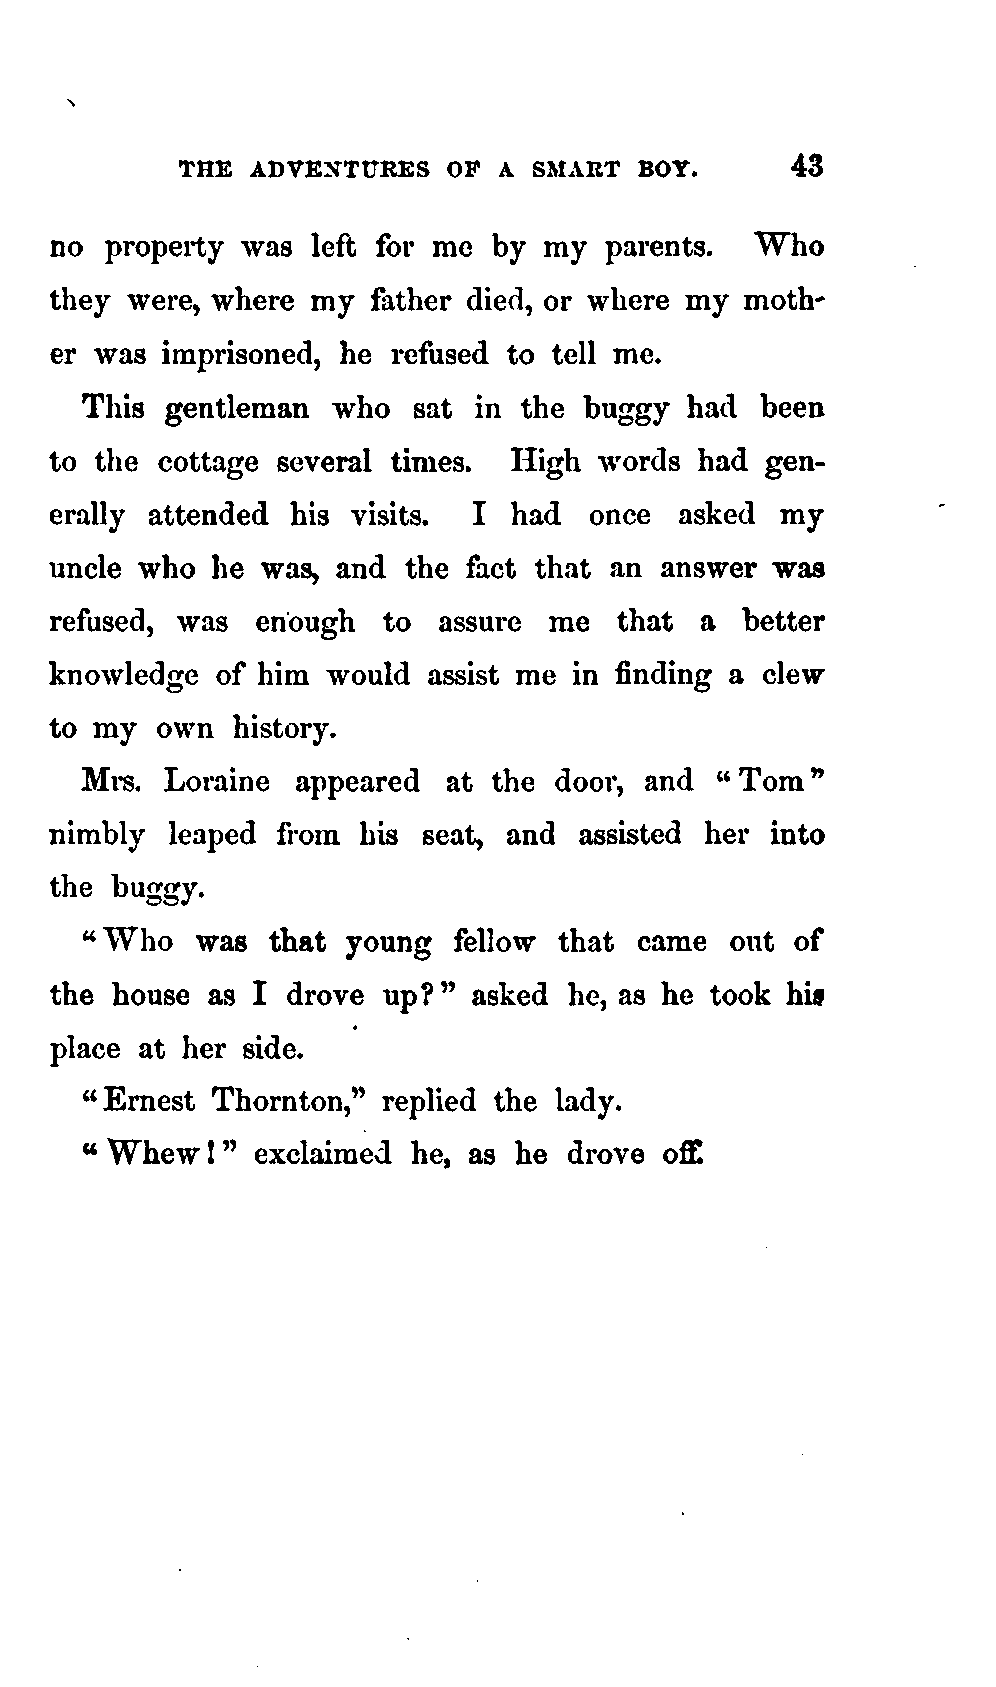 THE ADVENTURES OF A SMART BOY. 43
no property was left for me by my parents. Who
they were, where my father died, or where my moth-
er was imprisoned, he refused to tell me.
This gentleman who sat in the buggy had been
to the cottage several times. High words had gen-
erally attended his visits. I had once asked my
uncle who he was, and the fact that an answer was
refused, was enough to assure me that a better
knowledge of him would assist me in finding a clew
to my own history.
Mrs. Loraine appeared at the door, and “Tom”
nimbly leaped from his seat, and assisted her into
the buggy.
“Who was that young fellow that came out of
the house as I drove up?” asked he, as he took his
place at her side.
“Ernest Thornton,” replied the lady.
“Whew!” exclaimed he, as he drove off.